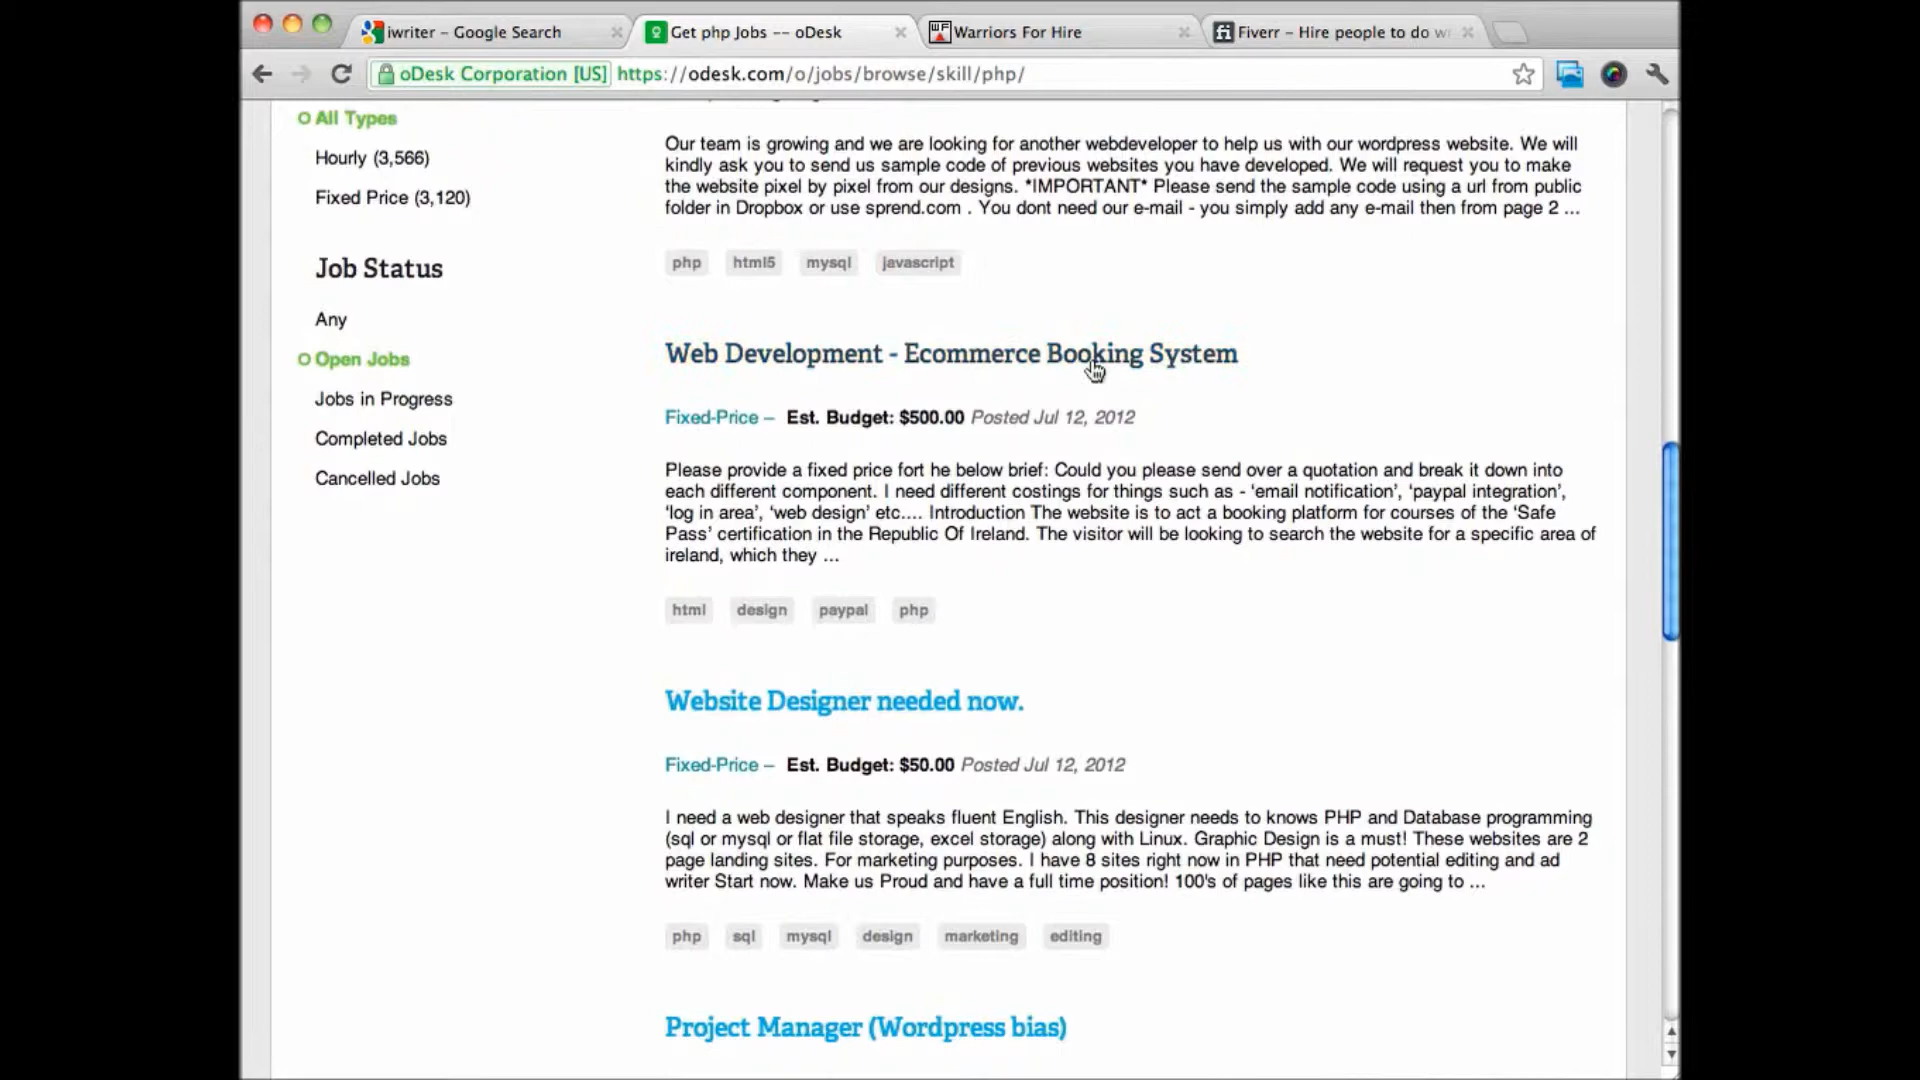 iwriter – Google Search
Get php Jobs -- oDesk
Warriors For Hire
Fiverr – Hire people to do
oDesk Corporation [US] https://odesk.com/o/jobs/browse/skill/php/
All Types
Hourly (3,566)
Fixed Price (3,120)
Job Status
Any
Open Jobs
Jobs in Progress
Completed Jobs
Cancelled Jobs
Our team is growing and we are looking for another webdeveloper to help us with our wordpress website. We will
kindly ask you to send us sample code of previous websites you have developed. We will request you to make
the website pixel by pixel from our designs. *IMPORTANT* Please send the sample code using a url from public
folder in Dropbox or use sprend.com . You dont need our e-mail - you simply add any e-mail then from page 2 ...
php html5 mysql javascript
Web Development - Ecommerce Booking System
Fixed-Price – Est. Budget: $500.00 Posted Jul 12, 2012
Please provide a fixed price fort he below brief: Could you please send over a quotation and break it down into
each different component. I need different costings for things such as - ‘email notification’, ‘paypal integration’,
‘log in area’, ‘web design’ etc.... Introduction The website is to act a booking platform for courses of the ‘Safe
Pass’ certification in the Republic Of Ireland. The visitor will be looking to search the website for a specific area of
ireland, which they ...
html design paypal php
Website Designer needed now.
Fixed-Price – Est. Budget: $50.00 Posted Jul 12, 2012
I need a web designer that speaks fluent English. This designer needs to knows PHP and Database programming
(sql or mysql or flat file storage, excel storage) along with Linux. Graphic Design is a must! These websites are 2
page landing sites. For marketing purposes. I have 8 sites right now in PHP that need potential editing and ad
writer Start now. Make us Proud and have a full time position! 100's of pages like this are going to ...
php sql mysql design marketing editing
Project Manager (Wordpress bias)